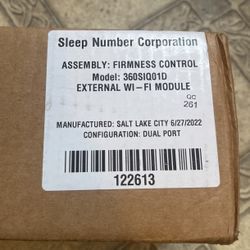 Sleep Number Corporation
ASSEMBLY: FIRMNESS CONTROL
Model: 360SIQ01D
EXTERNAL WI-FI MODULE
QC
261
MANUFACTURED: SALT LAKE CITY 6/27/2022
CONFIGURATION: DUAL PORT
122613